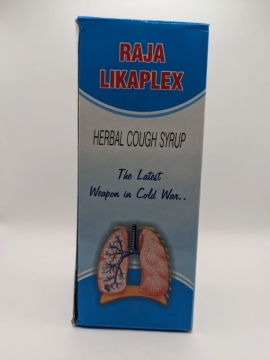 RAJA
LIKAPLEX
HERBAL COUGH SYRUP
The Latest
Weapon in Cold War..